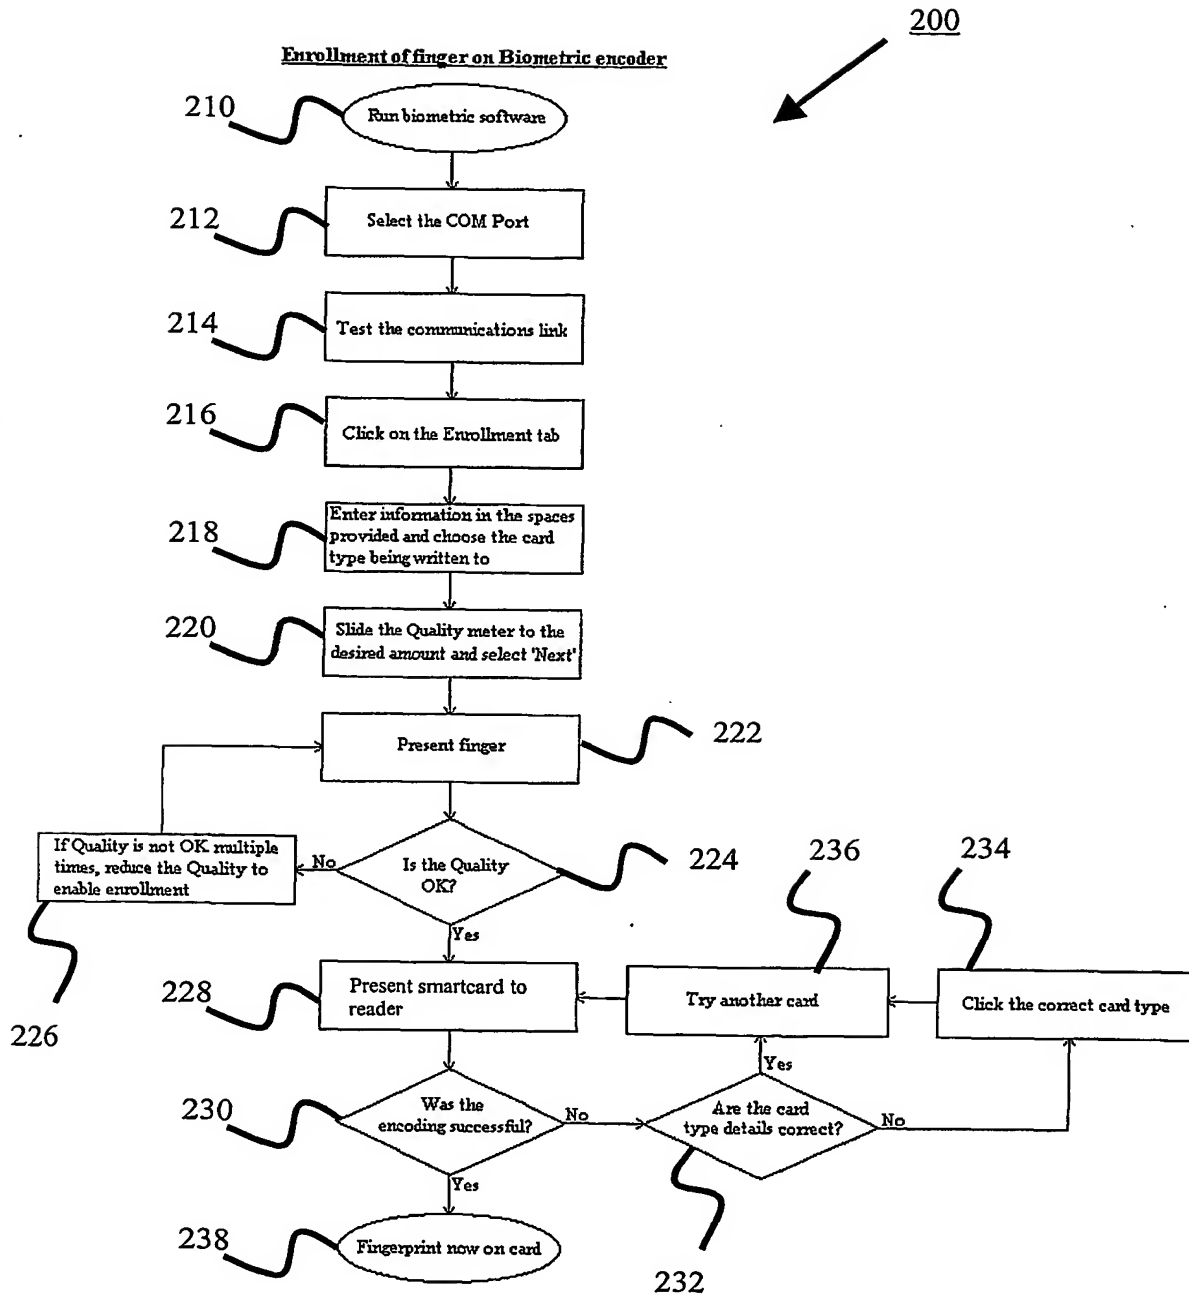 200
Enrollment of finger on Biometric encoder
210
Run biometric software
212
Select the COM Port
214
Test the communications link
216
Click on the Enrollment tab
218
Enter information in the spaces
provided and choose the card
type being written to
220
Slide the Quality meter to the
desired amount and select 'Next'
Present finger
222
If Quality is not OK multiple
times, reduce the Quality to
enable enrollment
No
Is the Quality
OK?
224
236
234
Yes
226
228
Present smartcard to
reader
Try another card
Click the correct card type
Yes
230
Was the
encoding successful?
No
Are the card
type details correct?
No
Yes
238
Fingerprint now on card
232